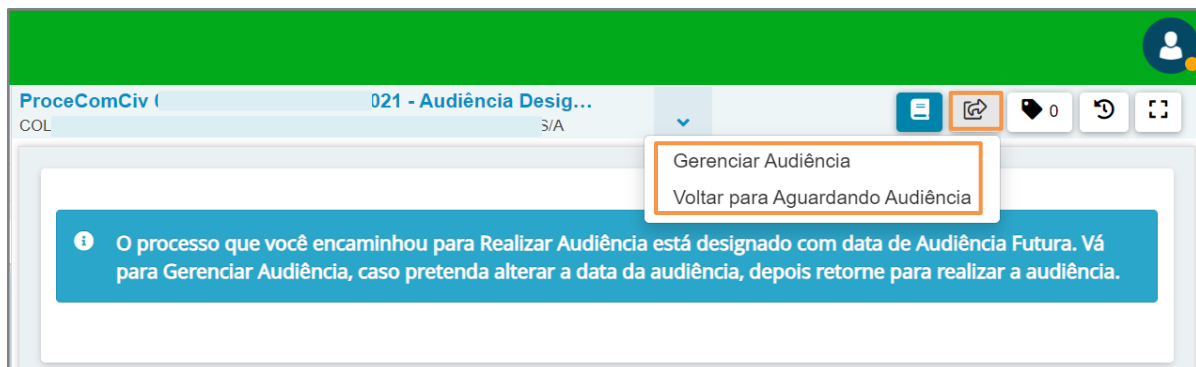 ProceComCiv 021 - Audiência Desig...
COL S/A
0
Gerenciar Audiência
Voltar para Aguardando Audiência
O processo que você encaminhou para Realizar Audiência está designado com data de Audiência Futura. Vá
para Gerenciar Audiência, caso pretenda alterar a data da audiência, depois retorne para realizar a audiência.